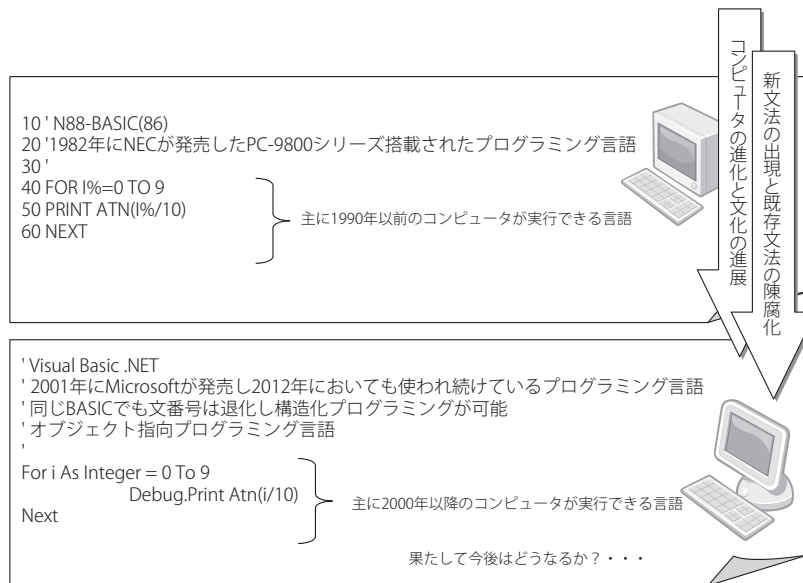 コンピュータの進化と文化の進展
新文法の出現と既存文法の陳腐化
10 ' N88-BASIC(86)
20 '1982年にNECが発売したPC-9800シリーズ搭載されたプログラミング言語
30 '
40 FOR I%=0 TO 9
50 PRINT ATN(I%/10)
60 NEXT
主に1990年以前のコンピュータが実行できる言語
' Visual Basic .NET
' 2001年にMicrosoftが発売し2012年においても使われ続けているプログラミング言語
' 同じBASICでも文番号は退化し構造化プログラミングが可能
' オブジェクト指向プログラミング言語
'
For i As Integer = 0 To 9
Debug.Print Atn(i/10)
Next
主に2000年以降のコンピュータが実行できる言語
果たして今後はどうなるか？・・・